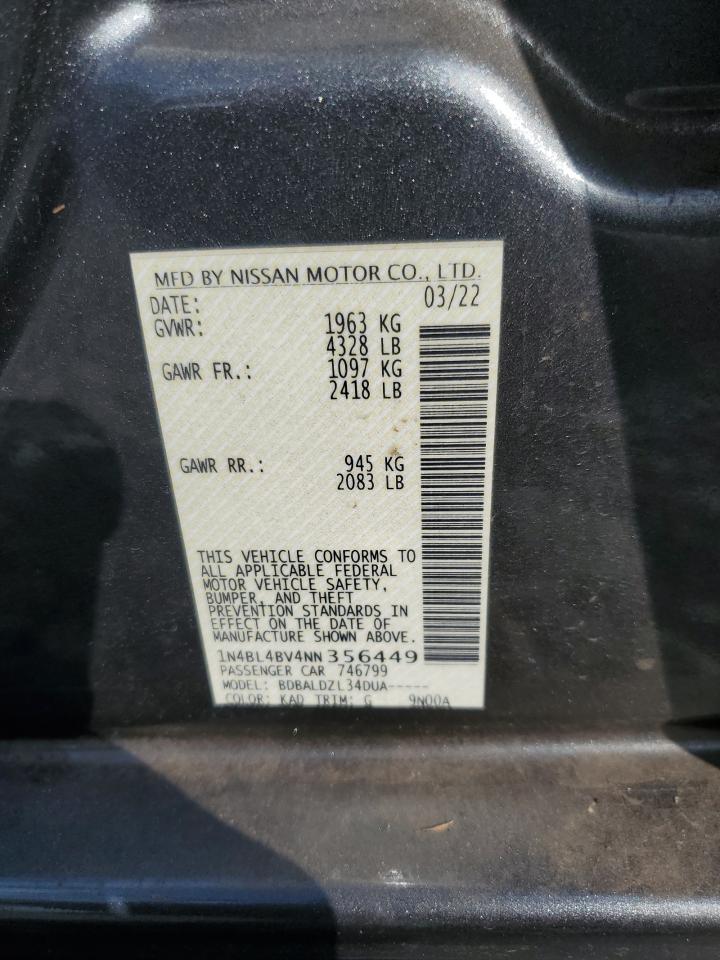 MFD BY NISSAN MOTOR CO., LTD.
DATE: 03/22
GVWR: 1963 KG
4328 LB
GAWR FR.: 1097 KG
2418 LB
GAWR RR.: 945 KG
2083 LB
THIS VEHICLE CONFORMS TO
ALL APPLICABLE FEDERAL
MOTOR VEHICLE SAFETY,
BUMPER, AND THEFT
PREVENTION STANDARDS IN
EFFECT ON THE DATE OF
MANUFACTURE SHOWN ABOVE.
1N4BL4BV4NN356449
PASSENGER CAR 746799
MODEL: BDBALDZL34DUA-----
COLOR: KAD TRIM: G 9N00A